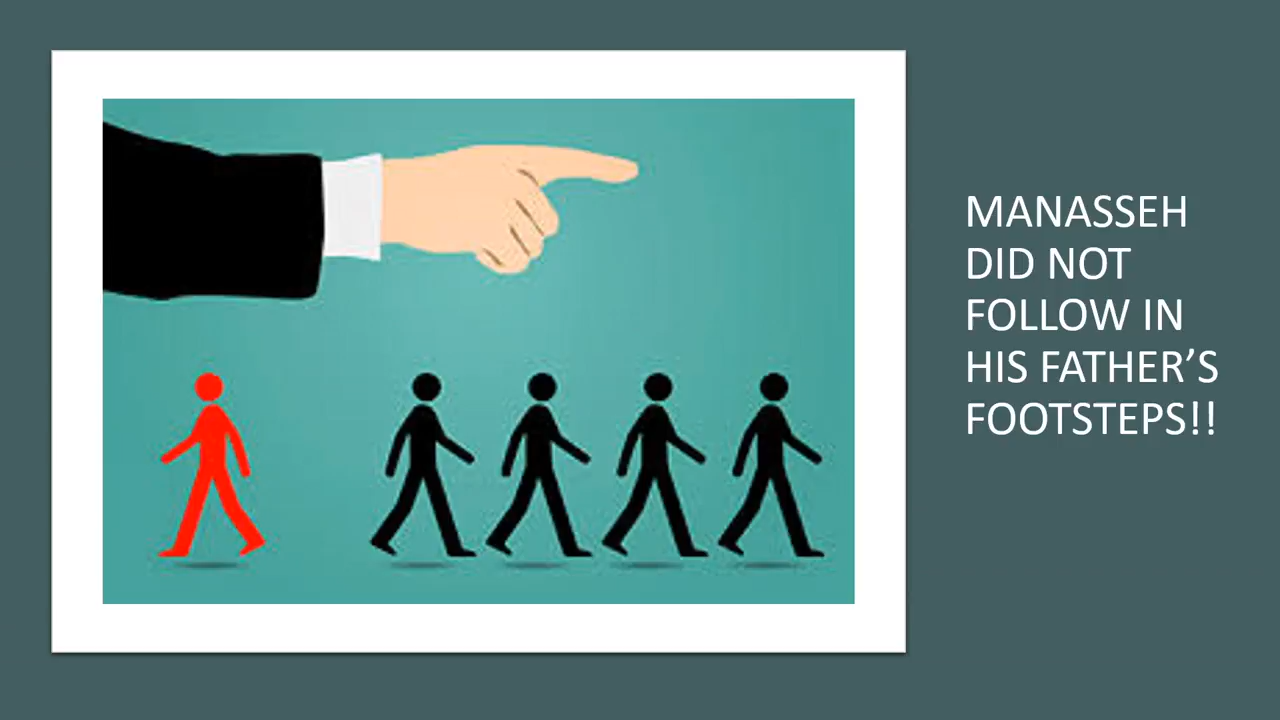 MANASSEH
DID NOT
FOLLOW IN
HIS FATHER’S
FOOTSTEPS!!